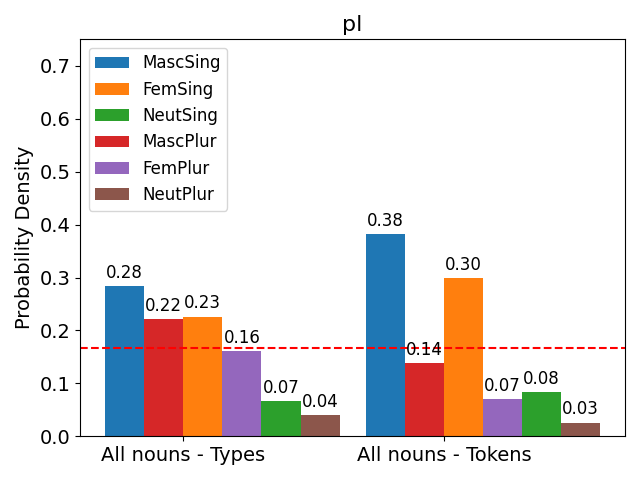 pl
Probability Density
0.7
0.6
0.5
0.4
0.3
0.2
0.1
0.0
MascSing
FemSing
NeutSing
MascPlur
FemPlur
NeutPlur
0.28
0.22
0.23
0.16
0.07
0.04
0.38
0.14
0.30
0.07
0.08
0.03
All nouns - Types
All nouns - Tokens